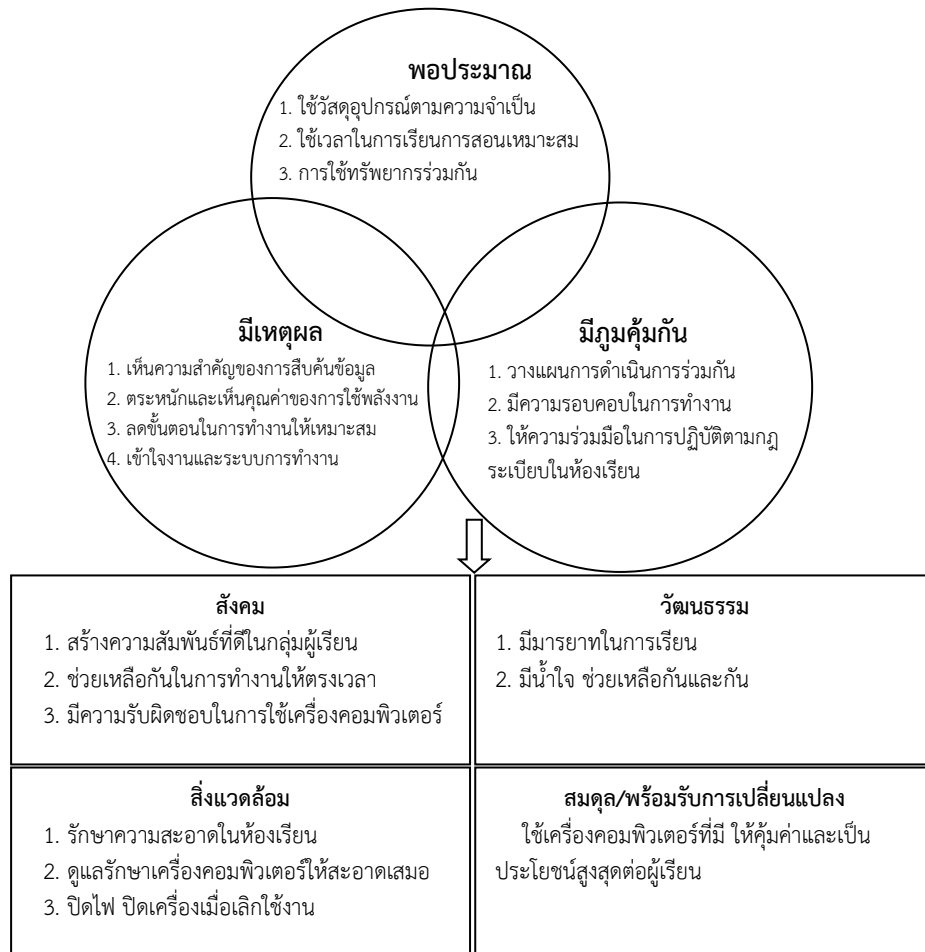 พอประมาณ
1. ใช้วัสดุอุปกรณ์ตามความจำเป็น
2. ใช้เวลาในการเรียนการสอนเหมาะสม
3. การใช้ทรัพยากรร่วมกัน
มีเหตุผล
1. เห็นความสำคัญของการสืบค้นข้อมูล
2. ตระหนักและเห็นคุณค่าของการใช้พลังงาน
3. ลดขั้นตอนในการทำงานให้เหมาะสม
4. เข้าใจงานและระบบการทำงาน
มีภูมคุ้มกัน
1. วางแผนการดำเนินการร่วมกัน
2. มีความรอบคอบในการทำงาน
3. ให้ความร่วมมือในการปฏิบัติตามกฎ
ระเบียบในห้องเรียน
สังคม
1. สร้างความสัมพันธ์ที่ดีในกลุ่มผู้เรียน
2. ช่วยเหลือกันในการทำงานให้ตรงเวลา
3. มีความรับผิดชอบในการใช้เครื่องคอมพิวเตอร์
วัฒนธรรม
1. มีมารยาทในการเรียน
2. มีน้ำใจ ช่วยเหลือกันและกัน
สิ่งแวดล้อม
1. รักษาความสะอาดในห้องเรียน
2. ดูแลรักษาเครื่องคอมพิวเตอร์ให้สะอาดเสมอ
3. ปิดไฟ ปิดเครื่องเมื่อเลิกใช้งาน
สมดุล/พร้อมรับการเปลี่ยนแปลง
ใช้เครื่องคอมพิวเตอร์ที่มี ให้คุ้มค่าและเป็น
ประโยชน์สูงสุดต่อผู้เรียน